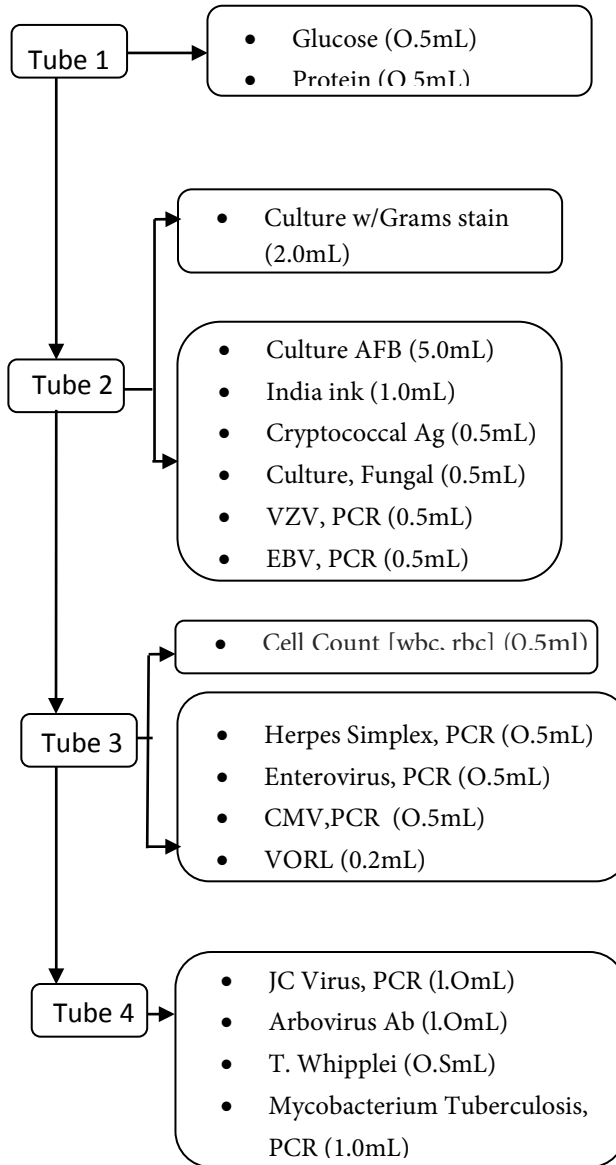 Tube 1
• Glucose (O.5mL)
• Protein (O.5mL)
• Culture w/Grams stain
(2.0mL)
Tube 2
• Culture AFB (5.0mL)
• India ink (1.0mL)
• Cryptococcal Ag (0.5mL)
• Culture, Fungal (0.5mL)
• VZV, PCR (0.5mL)
• EBV, PCR (0.5mL)
• Cell Count [wbc, rbc] (0.5ml)
Tube 3
• Herpes Simplex, PCR (O.5mL)
• Enterovirus, PCR (O.5mL)
• CMV,PCR (O.5mL)
• VORL (0.2mL)
Tube 4
• JC Virus, PCR (l.OmL)
• Arbovirus Ab (l.OmL)
• T. Whipplei (O.SmL)
• Mycobacterium Tuberculosis,
PCR (1.0mL)